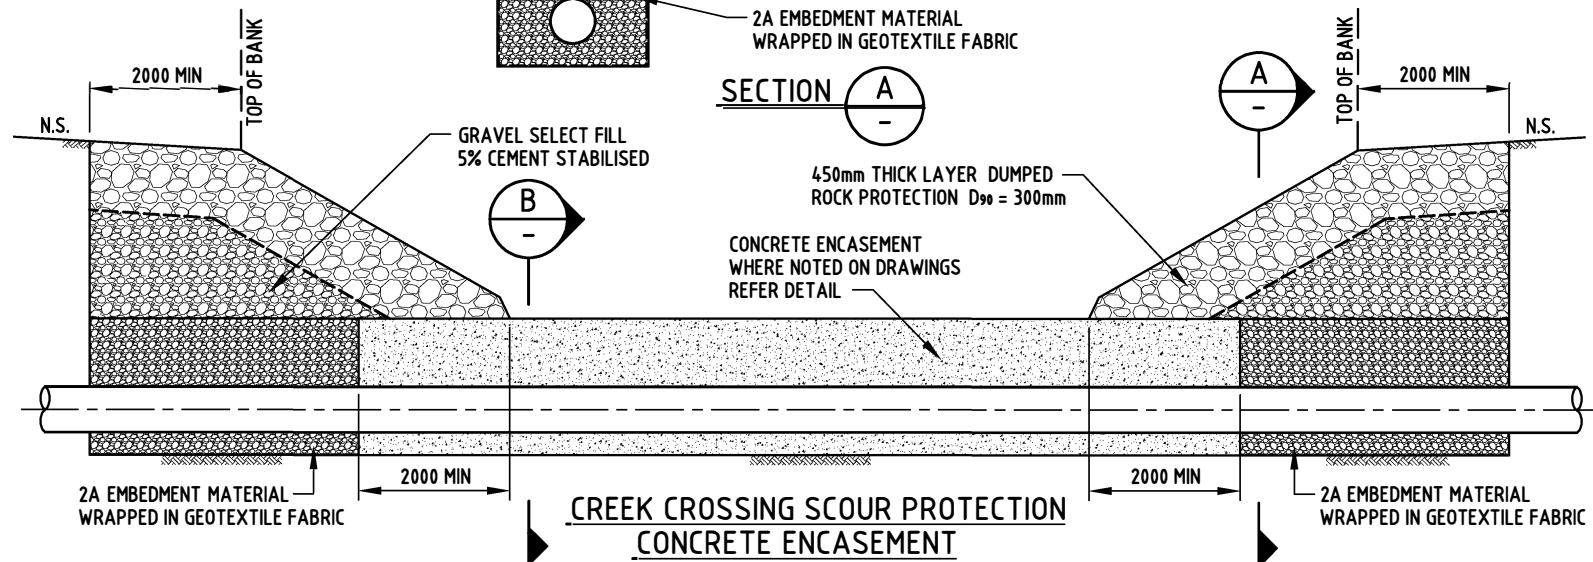 2A EMBEDMENT MATERIAL
WRAPPED IN GEOTEXTILE FABRIC
SECTION A
-
2000 MIN
TOP OF BANK
N.S.
GRAVEL SELECT FILL
5% CEMENT STABILISED
B
-
A
-
TOP OF BANK
2000 MIN
N.S.
450mm THICK LAYER DUMPED
ROCK PROTECTION D90 = 300mm
CONCRETE ENCASEMENT
WHERE NOTED ON DRAWINGS
REFER DETAIL
2A EMBEDMENT MATERIAL
WRAPPED IN GEOTEXTILE FABRIC
2000 MIN
2000 MIN
2A EMBEDMENT MATERIAL
WRAPPED IN GEOTEXTILE FABRIC
CREEK CROSSING SCOUR PROTECTION
CONCRETE ENCASEMENT